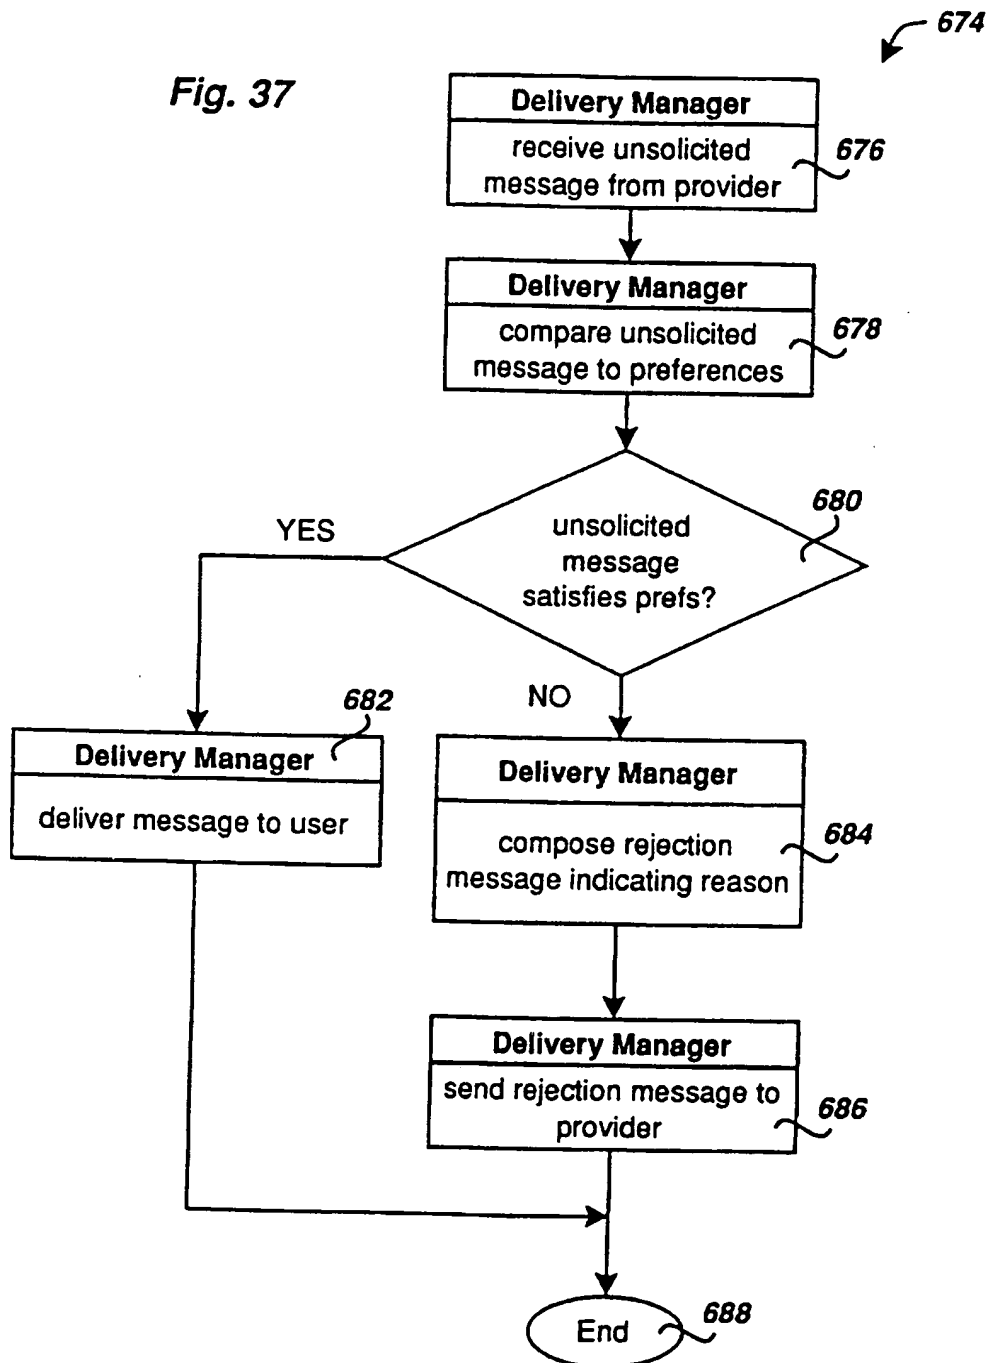 674
Fig. 37
Delivery Manager
receive unsolicited
message from provider
676
Delivery Manager
compare unsolicited
message to preferences
678
unsolicited
message
satisfies prefs?
680
YES
NO
682
Delivery Manager
deliver message to user
Delivery Manager
compose rejection
message indicating reason
684
Delivery Manager
send rejection message to
provider
686
End
688